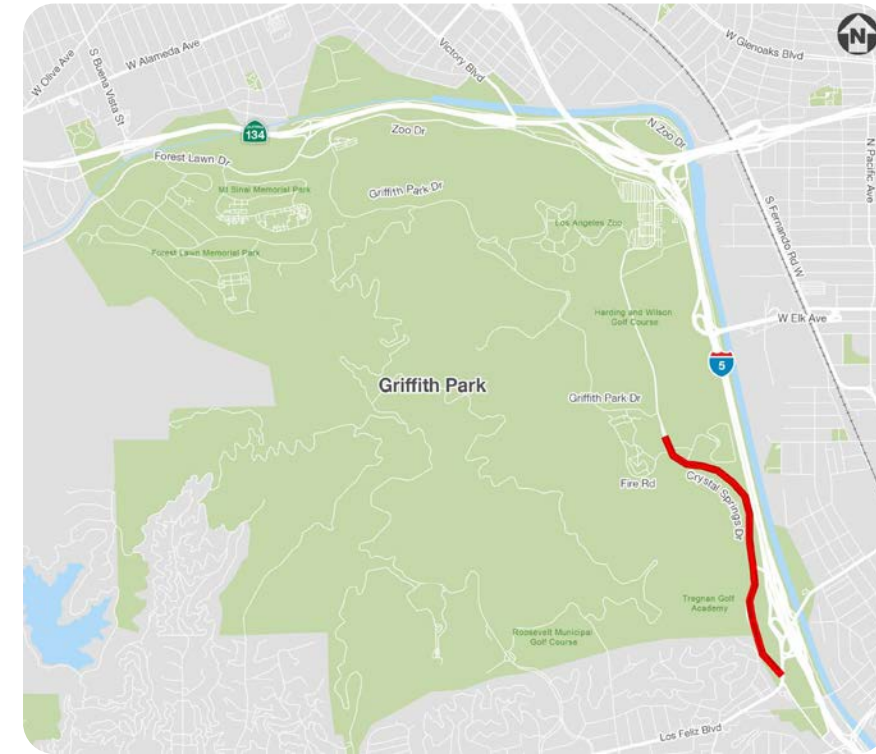 N
W Glenoaks Blvd
W Olive Ave
S Buena Vista St
W Alameda Ave
Victory Blvd
CALIFORNIA
134
Zoo Dr
N Zoo Dr
N Pacific Ave
Forest Lawn Dr
Mt Sinai Memorial Park
Griffith Park Dr
S Fernando Rd W
Los Angeles Zoo
Forest Lawn Memorial Park
Harding and Wilson
Golf Course
W Elk Ave
5
Griffith Park
Griffith Park Dr
Fire Rd
Crystal Springs Dr
Tregnan Golf
Academy
Roosevelt Municipal
Golf Course
Los Feliz Blvd